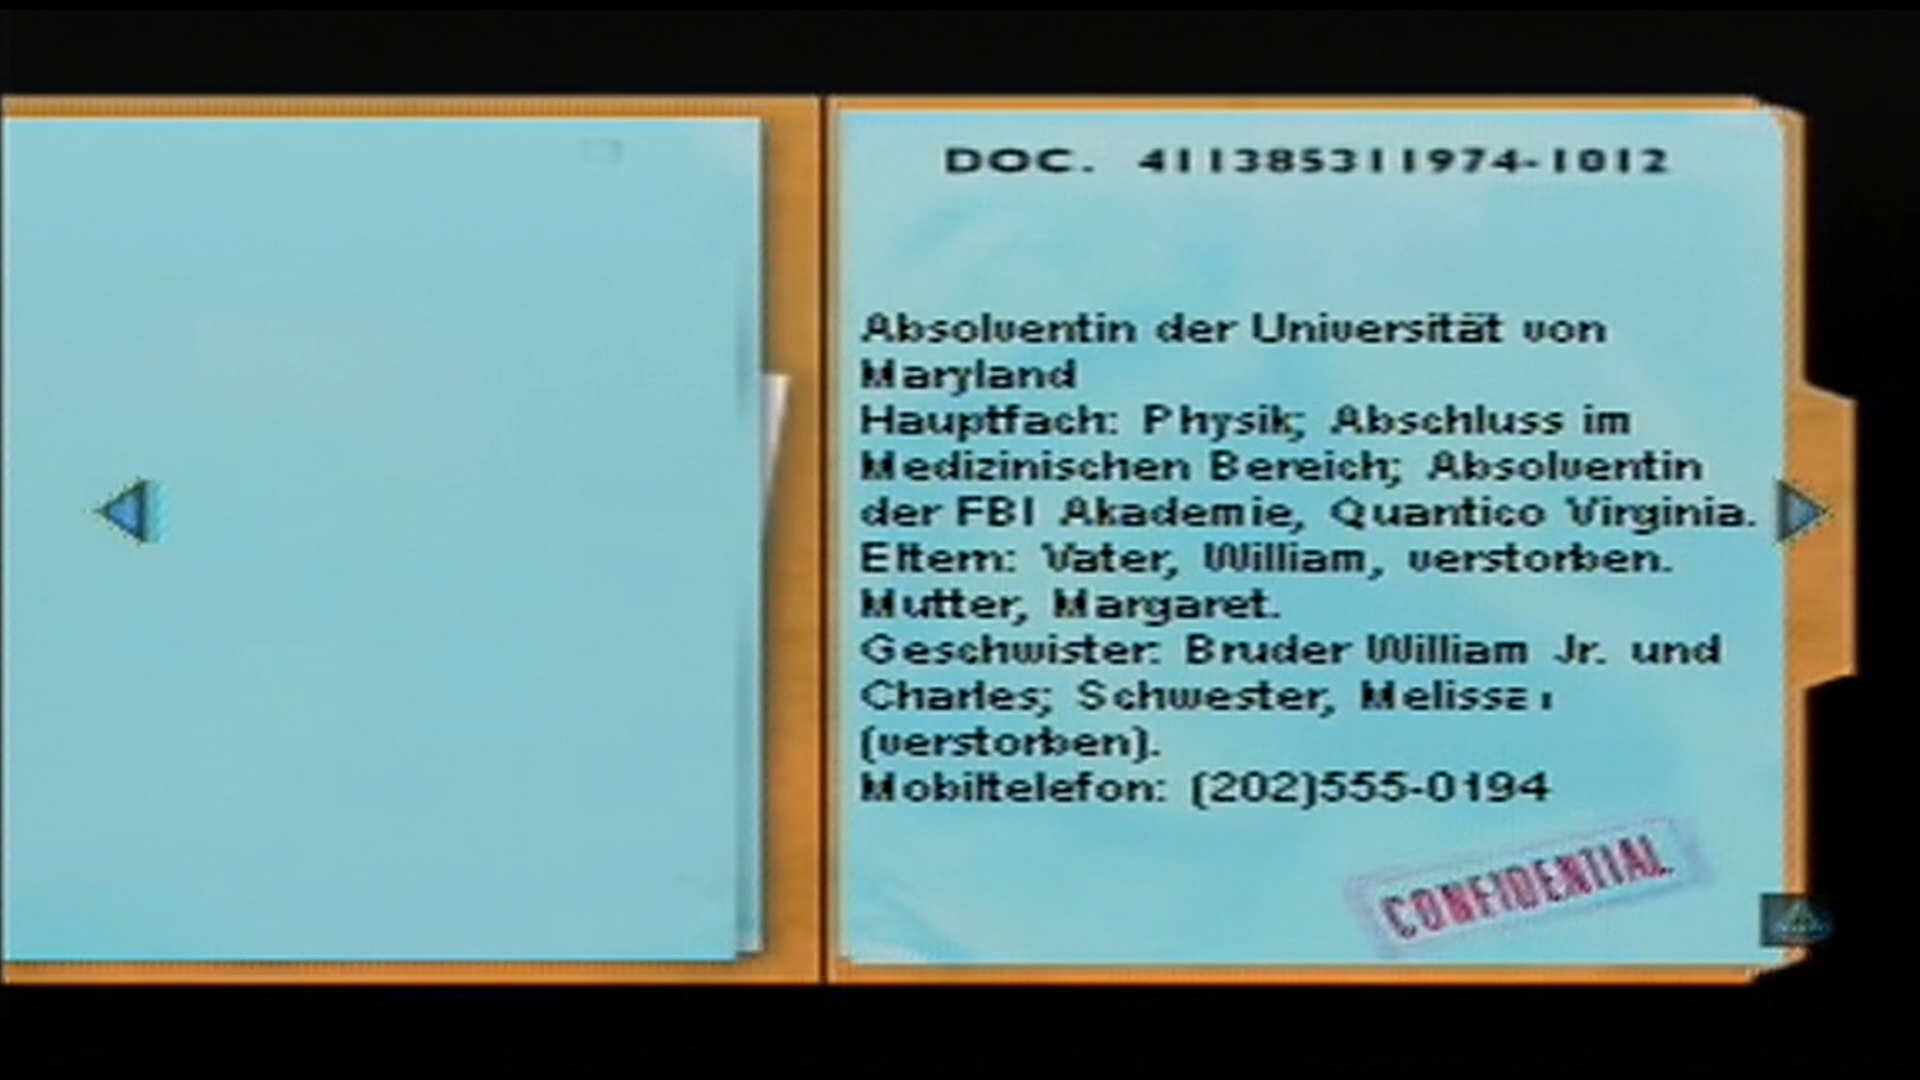 DOC. 411385311974-1012
Absolventin der Universität von
Maryland
Hauptfach: Physik; Abschluss im
Medizinischen Bereich; Absolventin
der FBI Akademie, Quantico Virginia.
Eltern: Vater, William, verstorben.
Mutter, Margaret.
Geschwister: Bruder William Jr. und
Charles; Schwester, Melissa
(verstorben).
Mobiltelefon: (202)555-0194
CONFIDENTIAL